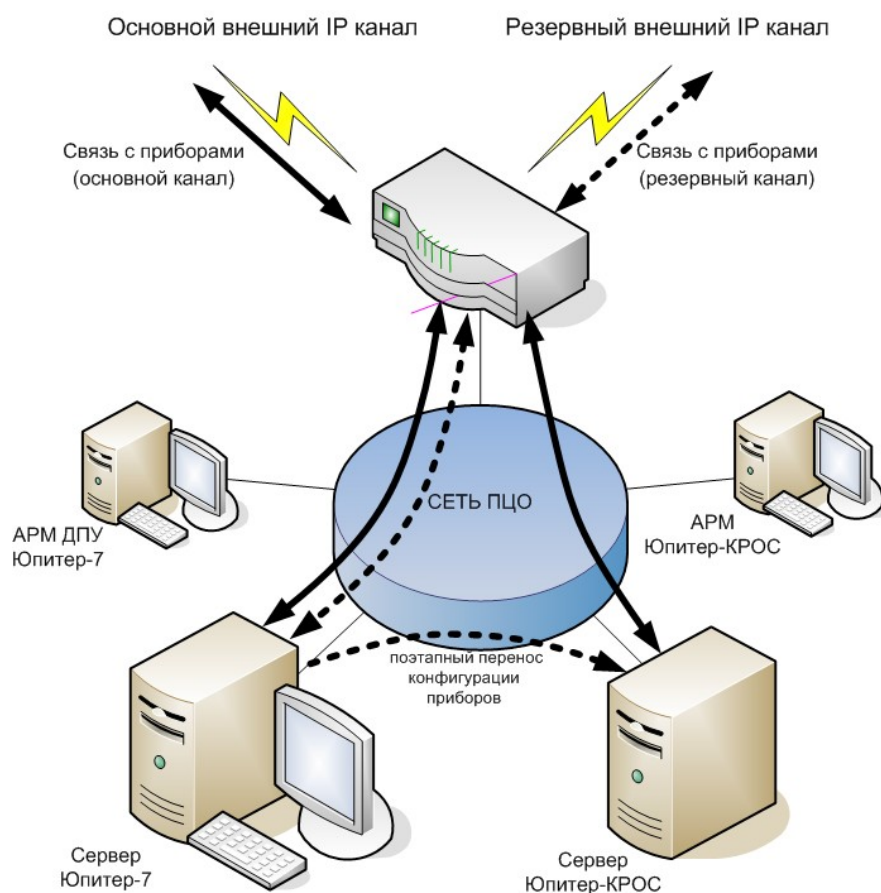 Основной внешний IP канал
Резервный внешний IP канал
Связь с приборами
(основной канал)
Связь с приборами
(резервный канал)
СЕТЬ ПЦО
АРМ ДПУ
Юпитер-7
АРМ
Юпитер-КРОС
поэтапный перенос
конфигурации
приборов
Сервер
Юпитер-7
Сервер
Юпитер-КРОС